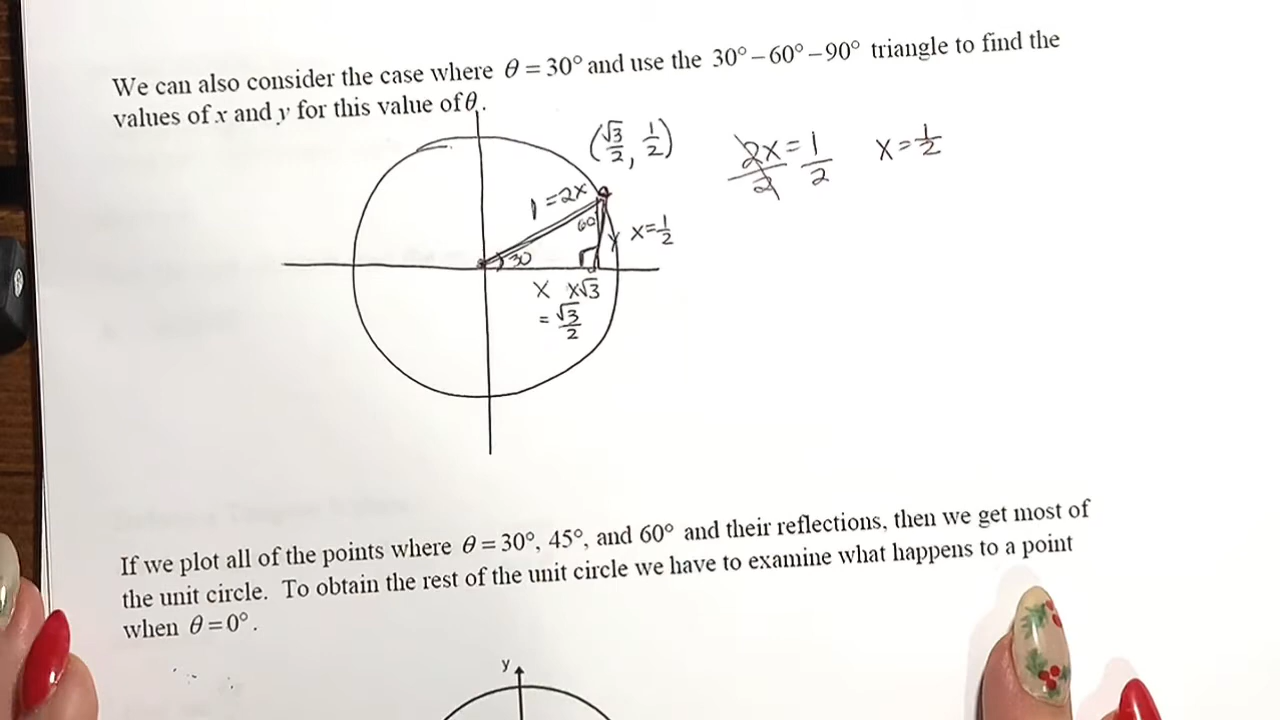 We can also consider the case where θ = 30° and use the 30° – 60° – 90° triangle to find the
values of x and y for this value of θ.
(√3/2, 1/2)
2x/2 = 1/2
x = 1/2
1 = 2x
60
y
x = 1/2
30
x
x√3
= √3/2
If we plot all of the points where θ = 30°, 45°, and 60° and their reflections, then we get most of
the unit circle. To obtain the rest of the unit circle we have to examine what happens to a point
when θ = 0°.
y